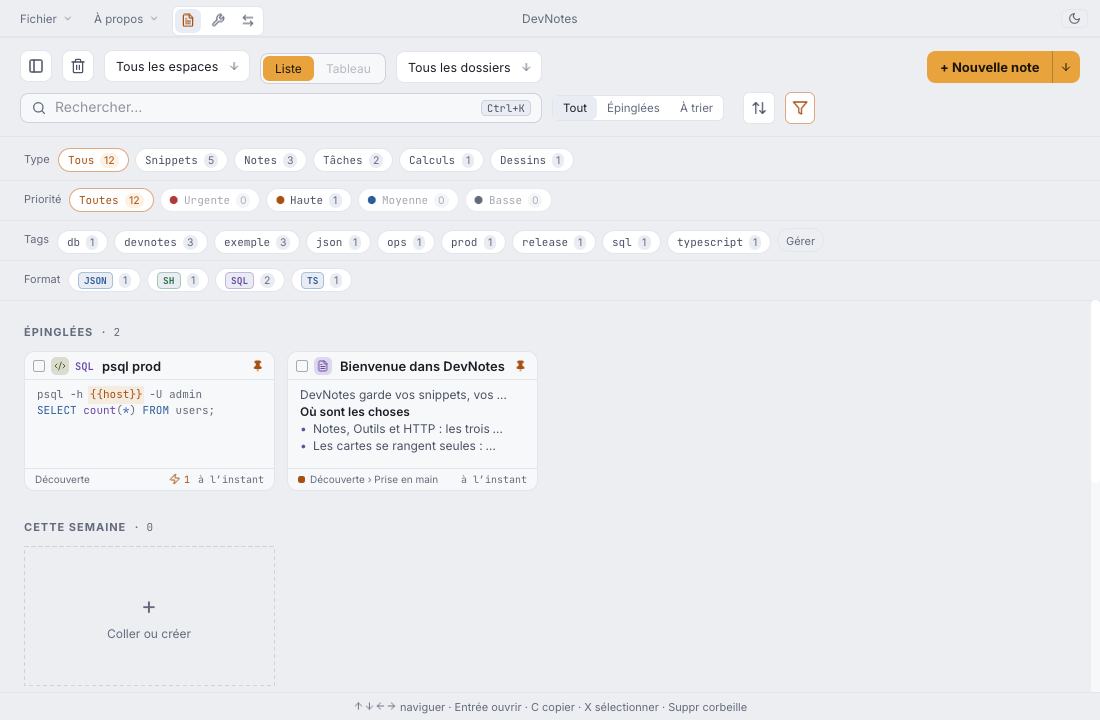 Fichier À propos DevNotes
Tous les espaces Liste Tableau Tous les dossiers + Nouvelle note
Rechercher... Ctrl+K Tout Épinglées À trier
Type Tous 12 Snippets 5 Notes 3 Tâches 2 Calculs 1 Dessins 1
Priorité Toutes 12 Urgente 0 Haute 1 Moyenne 0 Basse 0
Tags db 1 devnotes 3 exemple 3 json 1 ops 1 prod 1 release 1 sql 1 typescript 1 Gérer
Format JSON 1 SH 1 SQL 2 TS 1
ÉPINGLÉES · 2
SQL psql prod
psql -h {{host}} -U admin
SELECT count(*) FROM users;
Découverte 1 à l’instant
Bienvenue dans DevNotes
DevNotes garde vos snippets, vos ...
Où sont les choses
• Notes, Outils et HTTP : les trois ...
• Les cartes se rangent seules : ...
Découverte › Prise en main à l’instant
CETTE SEMAINE · 0
+
Coller ou créer
↑↓←→ naviguer · Entrée ouvrir · C copier · X sélectionner · Suppr corbeille